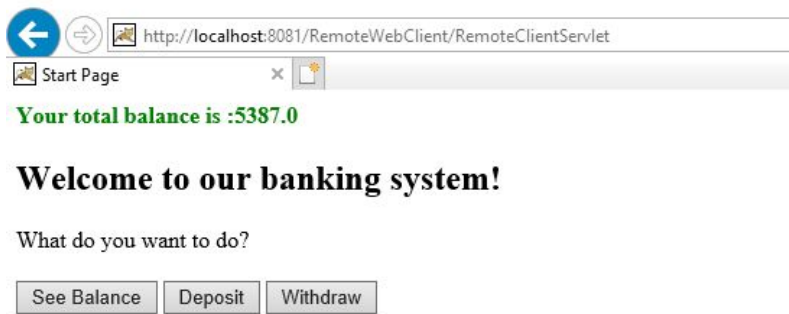 http://localhost:8081/RemoteWebClient/RemoteClientServlet
Start Page
Your total balance is :5387.0
Welcome to our banking system!
What do you want to do?
See Balance Deposit Withdraw